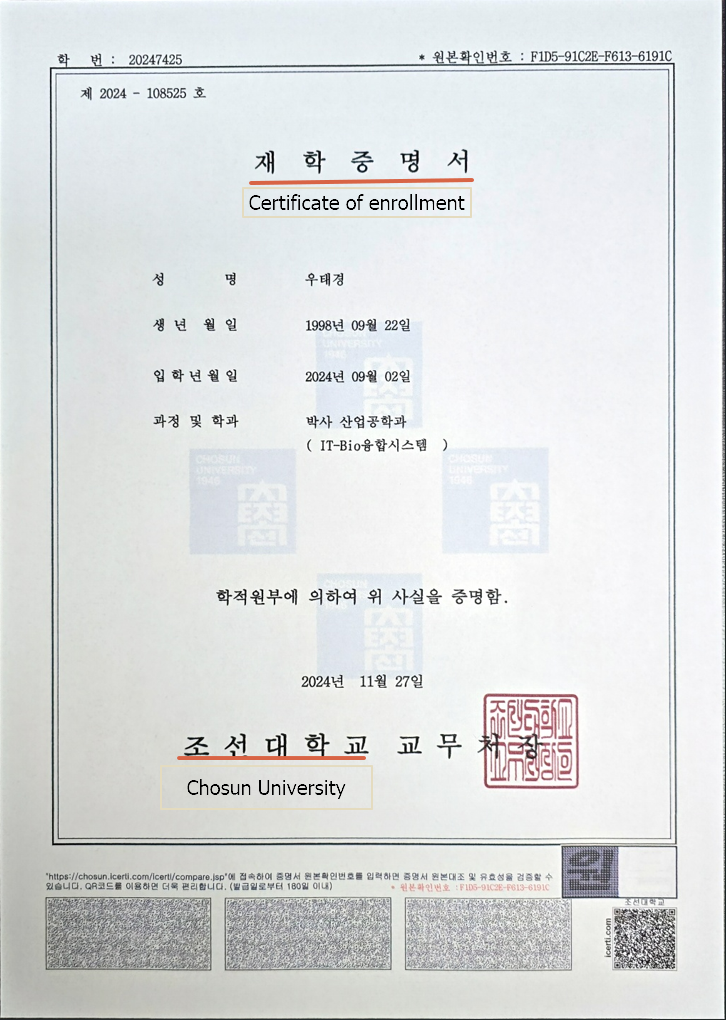 학 번 : 20247425
* 원본확인번호 : F1D5-91C2E-F613-6191C
제 2024 - 108525 호
재 학 증 명 서
Certificate of enrollment
성 명 우태경
생 년 월 일 1998년 09월 22일
입 학 년 월 일 2024년 09월 02일
과정 및 학과 박사 산업공학과
( IT-Bio융합시스템 )
CHOSUN
UNIVERSITY
1946
CHOSUN
UNIVERSITY
1946
CHOSUN
UNIVERSITY
1946
학적원부에 의하여 위 사실을 증명함.
CHOSUN
UNIVERSITY
2024년 11월 27일
조 선 대 학 교 교 무 처 장
Chosun University
원
"https://chosun.icerti.com/icerti/compare.jsp"에 접속하여 증명서 원본확인번호를 입력하면 증명서 원본대조 및 유효성을 검증할 수
있습니다. QR코드를 이용하면 더욱 편리합니다. (발급일로부터 180일 이내) * 원본확인번호 :F1D5-91C2E-F613-6191C
조선대학교
icerti.com